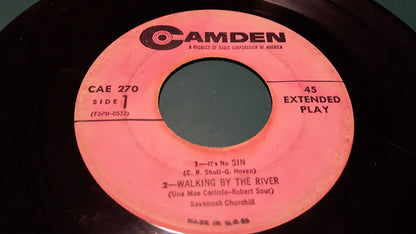 CAMDEN
A PRODUCT OF RADIO CORPORATION OF AMERICA
CAE 270
SIDE 1
(F3PH-0533)
45
EXTENDED
PLAY
1—It's No SIN
(C. R. Shull-G. Hoven)
2—WALKING BY THE RIVER
(Una Mae Carlisle-Robert Sour)
Savannah Churchill
MADE IN U.S.